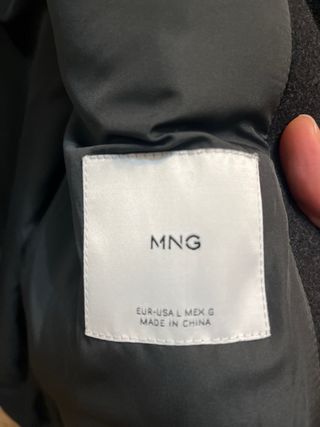 MNG
EUR-USA L MEX G
MADE IN CHINA